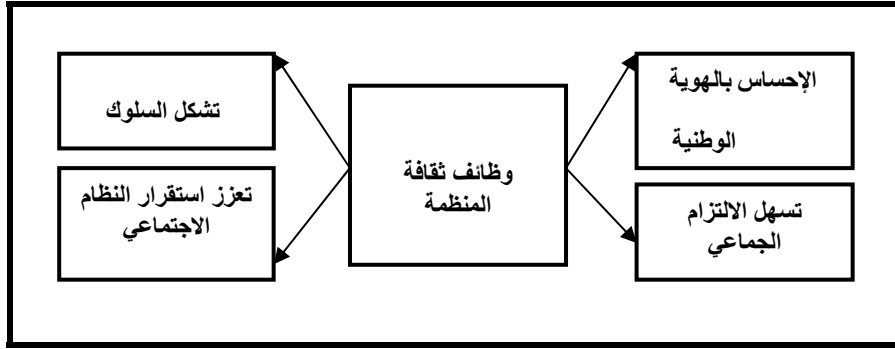 الإحساس بالهوية
الوطنية
تسهل الالتزام
الجماعي
وظائف ثقافة
المنظمة
تشكل السلوك
تعزز استقرار النظام
الاجتماعي